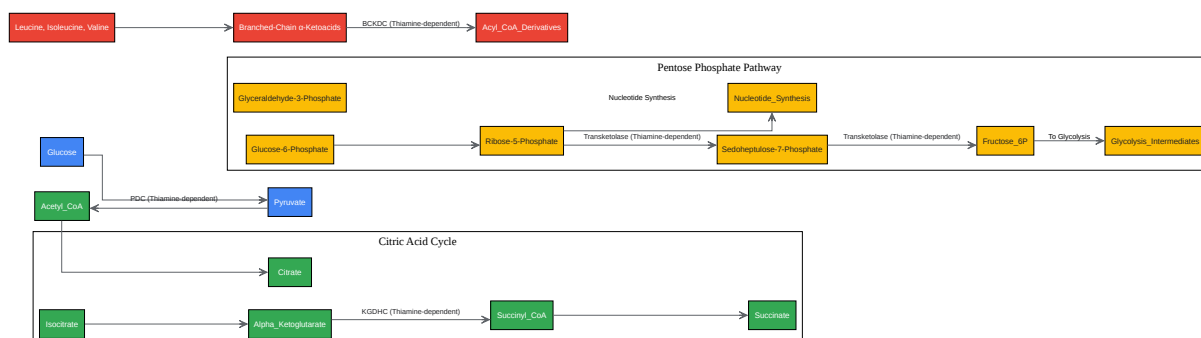 Leucine, Isoleucine, Valine
Branched-Chain α-Ketoacids
BCKDC (Thiamine-dependent)
Acyl_CoA_Derivatives
Pentose Phosphate Pathway
Glyceraldehyde-3-Phosphate
Nucleotide Synthesis
Nucleotide_Synthesis
Glucose-6-Phosphate
Ribose-5-Phosphate
Transketolase (Thiamine-dependent)
Sedoheptulose-7-Phosphate
Transketolase (Thiamine-dependent)
Fructose_6P
To Glycolysis
Glycolysis_Intermediates
Glucose
Acetyl_CoA
PDC (Thiamine-dependent)
Pyruvate
Citric Acid Cycle
Citrate
Isocitrate
Alpha_Ketoglutarate
KGDHC (Thiamine-dependent)
Succinyl_CoA
Succinate